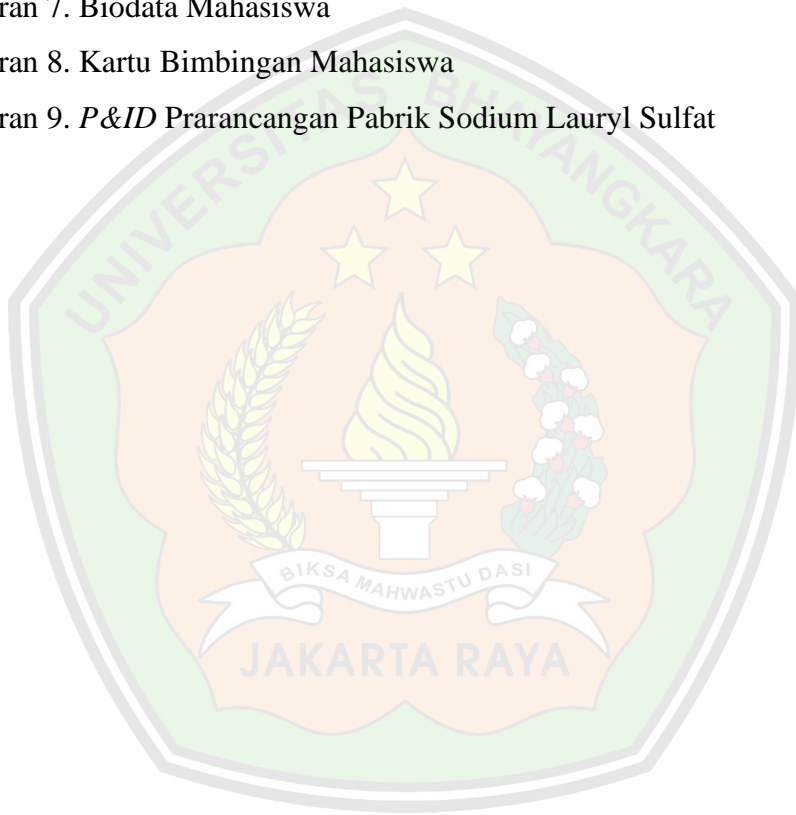 ran 7. Biodata Mahasiswa
ran 8. Kartu Bimbingan Mahasiswa
ran 9. P&ID Prarancangan Pabrik Sodium Lauryl Sulfat
UNIVERSITAS BHAYANGKARA
BIKSA MAHWASTU DASI
JAKARTA RAYA